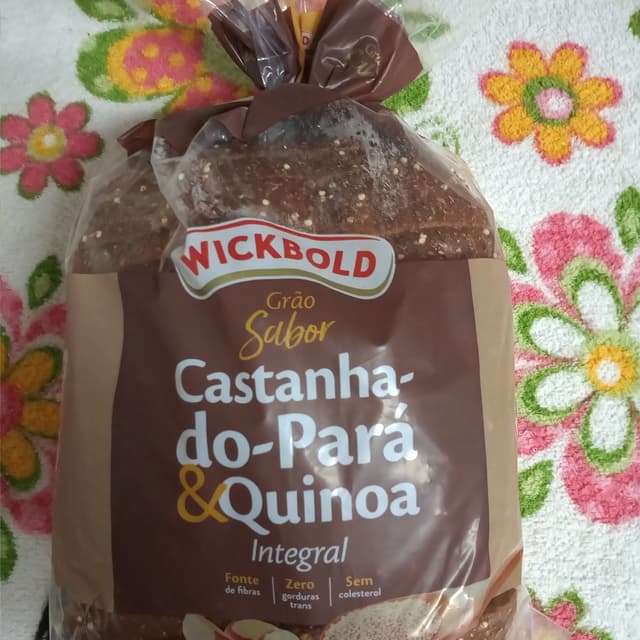 WICKBOLD
Grão
Sabor
Castanha-
do-Pará
&Quinoa
Integral
Fonte Zero Sem
de fibras gorduras colesterol
trans